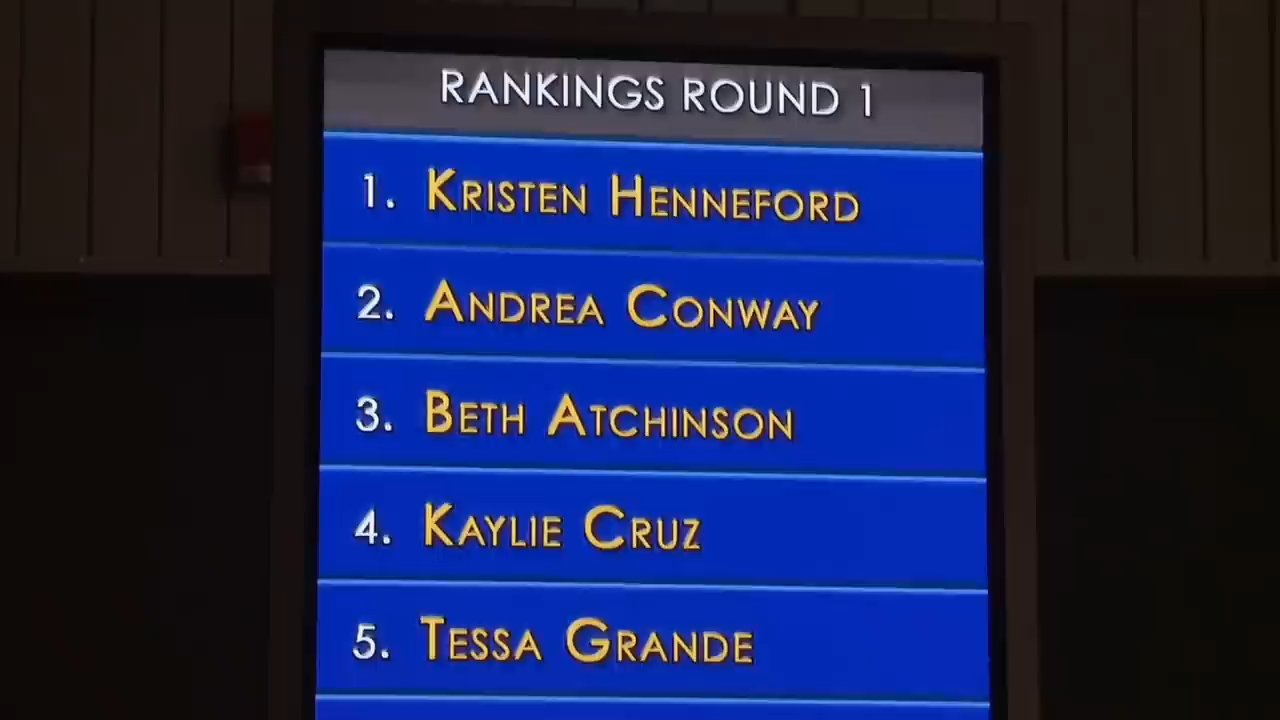 RANKINGS ROUND 1
1. KRISTEN HENNEFORD
2. ANDREA CONWAY
3. BETH ATCHINSON
4. KAYLIE CRUZ
5. TESSA GRANDE